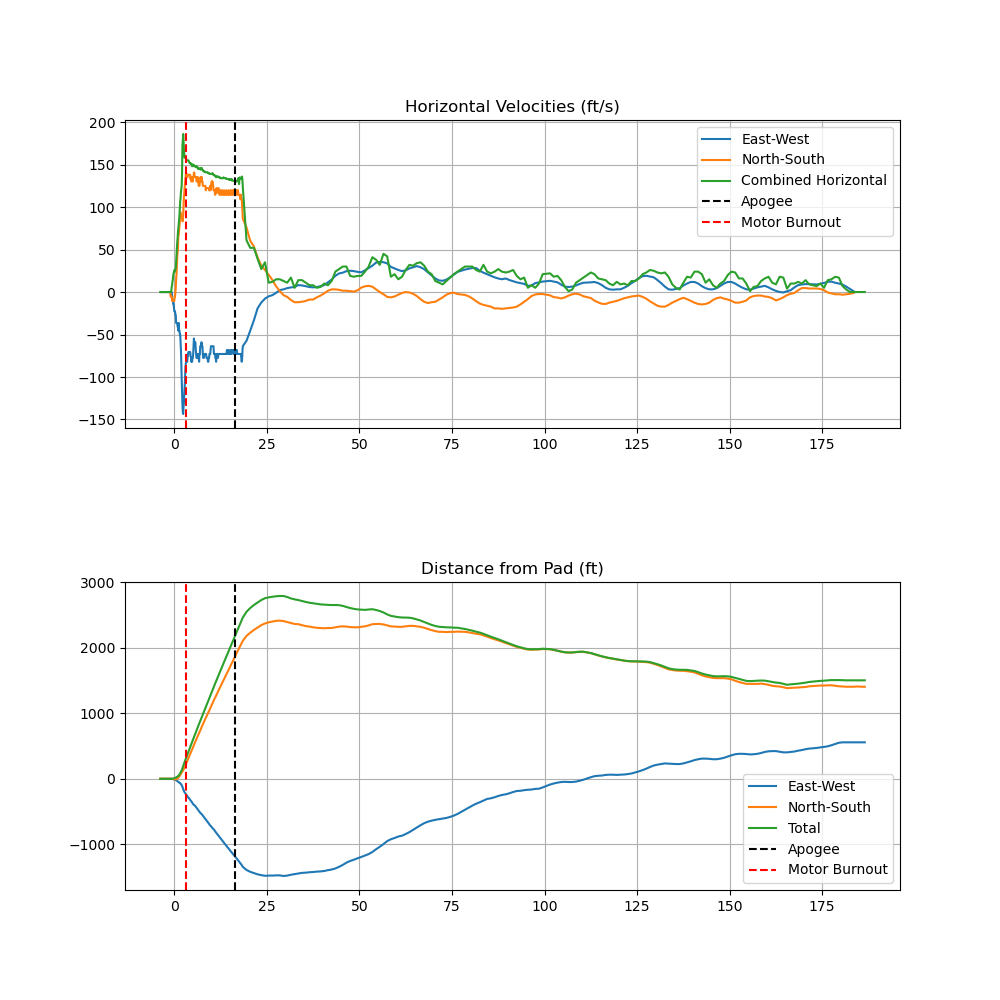 Horizontal Velocities (ft/s)
200
150
100
50
0
−50
−100
−150
East-West
North-South
Combined Horizontal
Apogee
Motor Burnout
0 25 50 75 100 125 150 175
Distance from Pad (ft)
3000
2000
1000
0
−1000
East-West
North-South
Total
Apogee
Motor Burnout
0 25 50 75 100 125 150 175